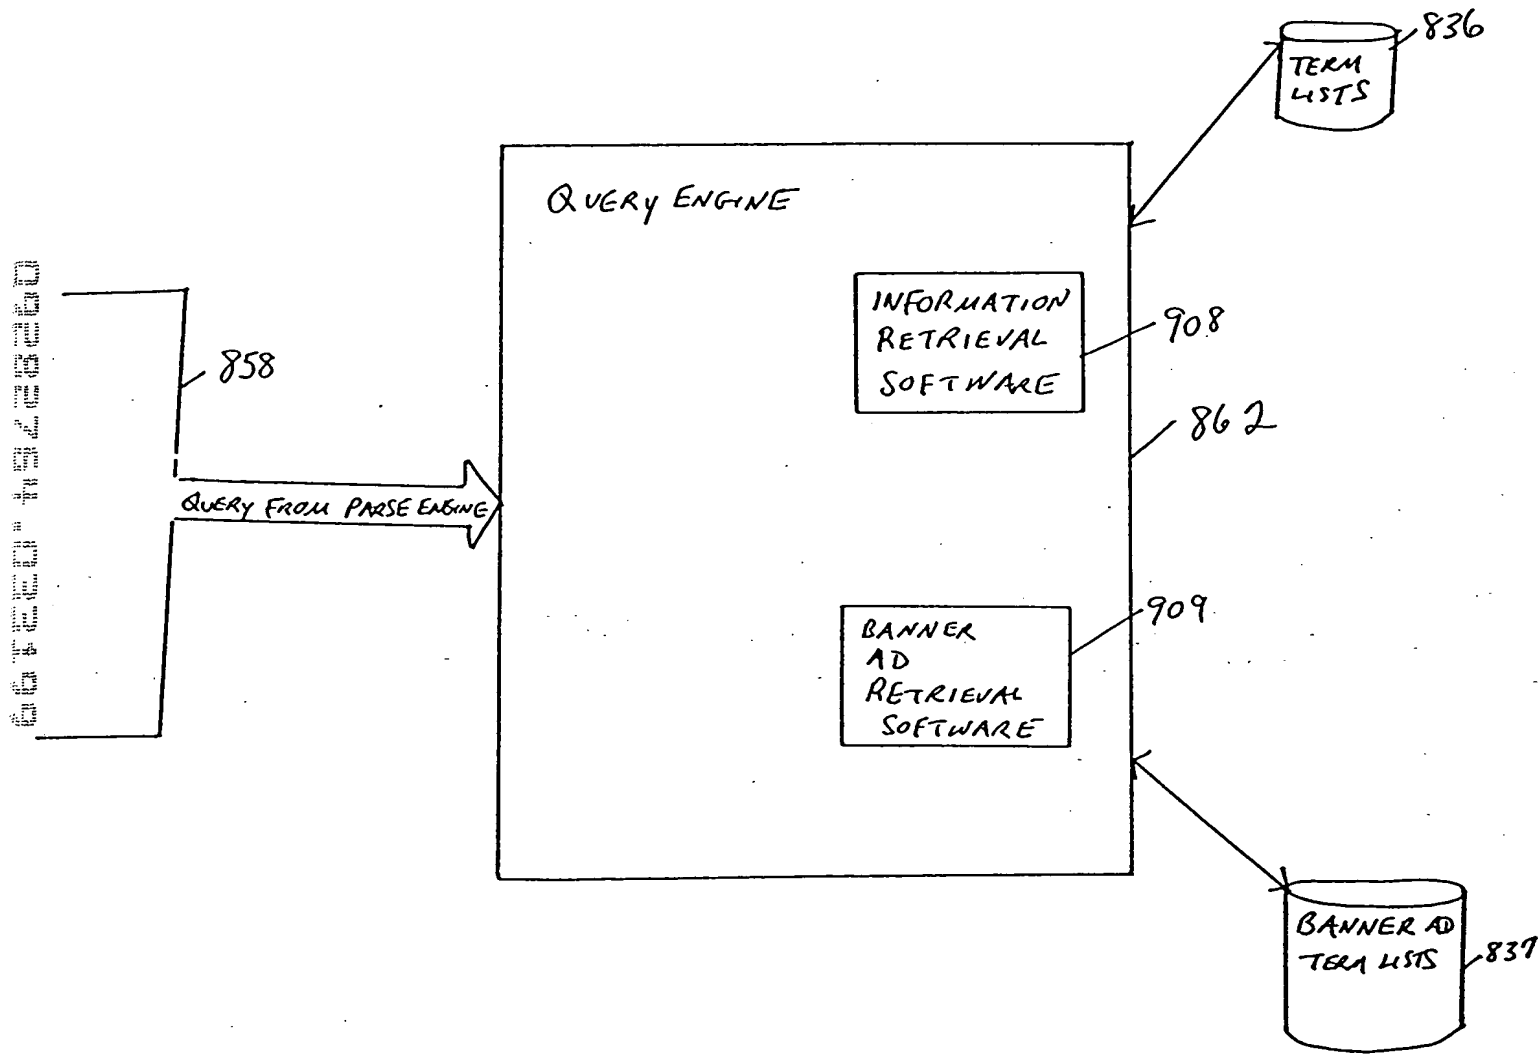 836
TERM
LISTS
QUERY ENGINE
INFORMATION
RETRIEVAL
SOFTWARE
908
858
862
QUERY FROM PARSE ENGINE
909
BANNER
AD
RETRIEVAL
SOFTWARE
BANNER AD
TERM LISTS
837